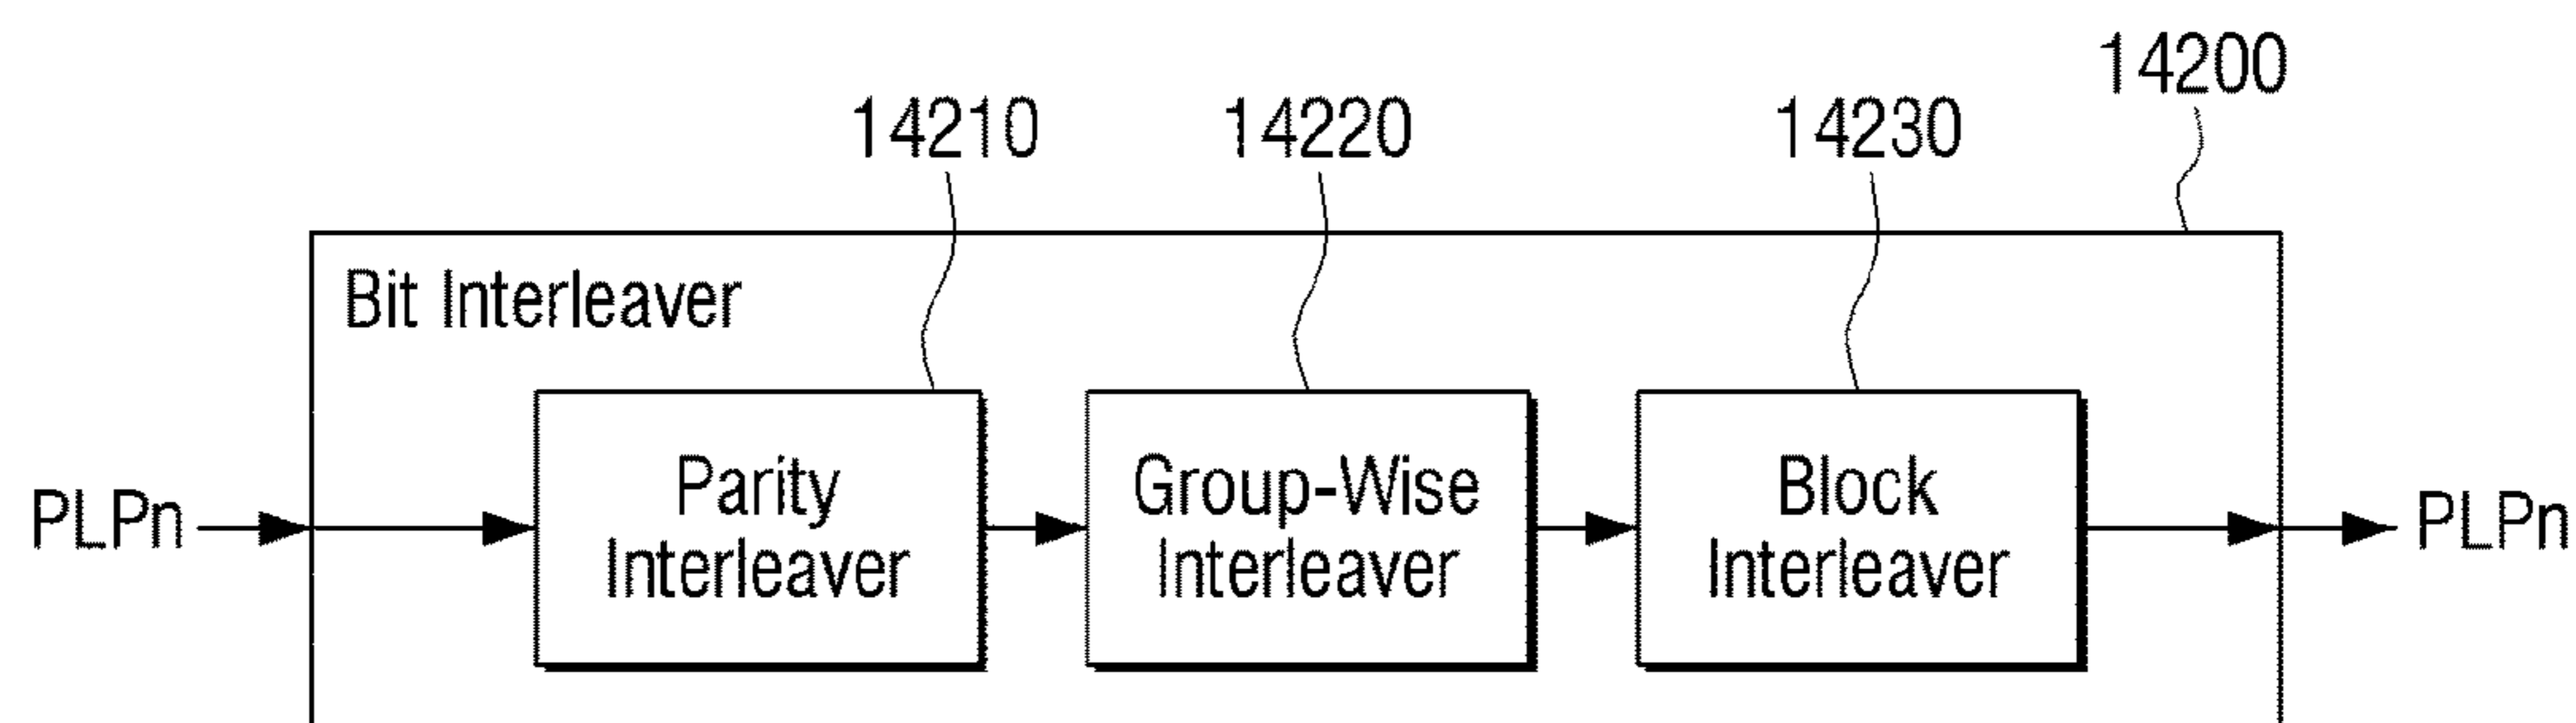 14200
14210 14220 14230
Bit Interleaver
PLPn
Parity
Interleaver
Group-Wise
Interleaver
Block
Interleaver
PLPn